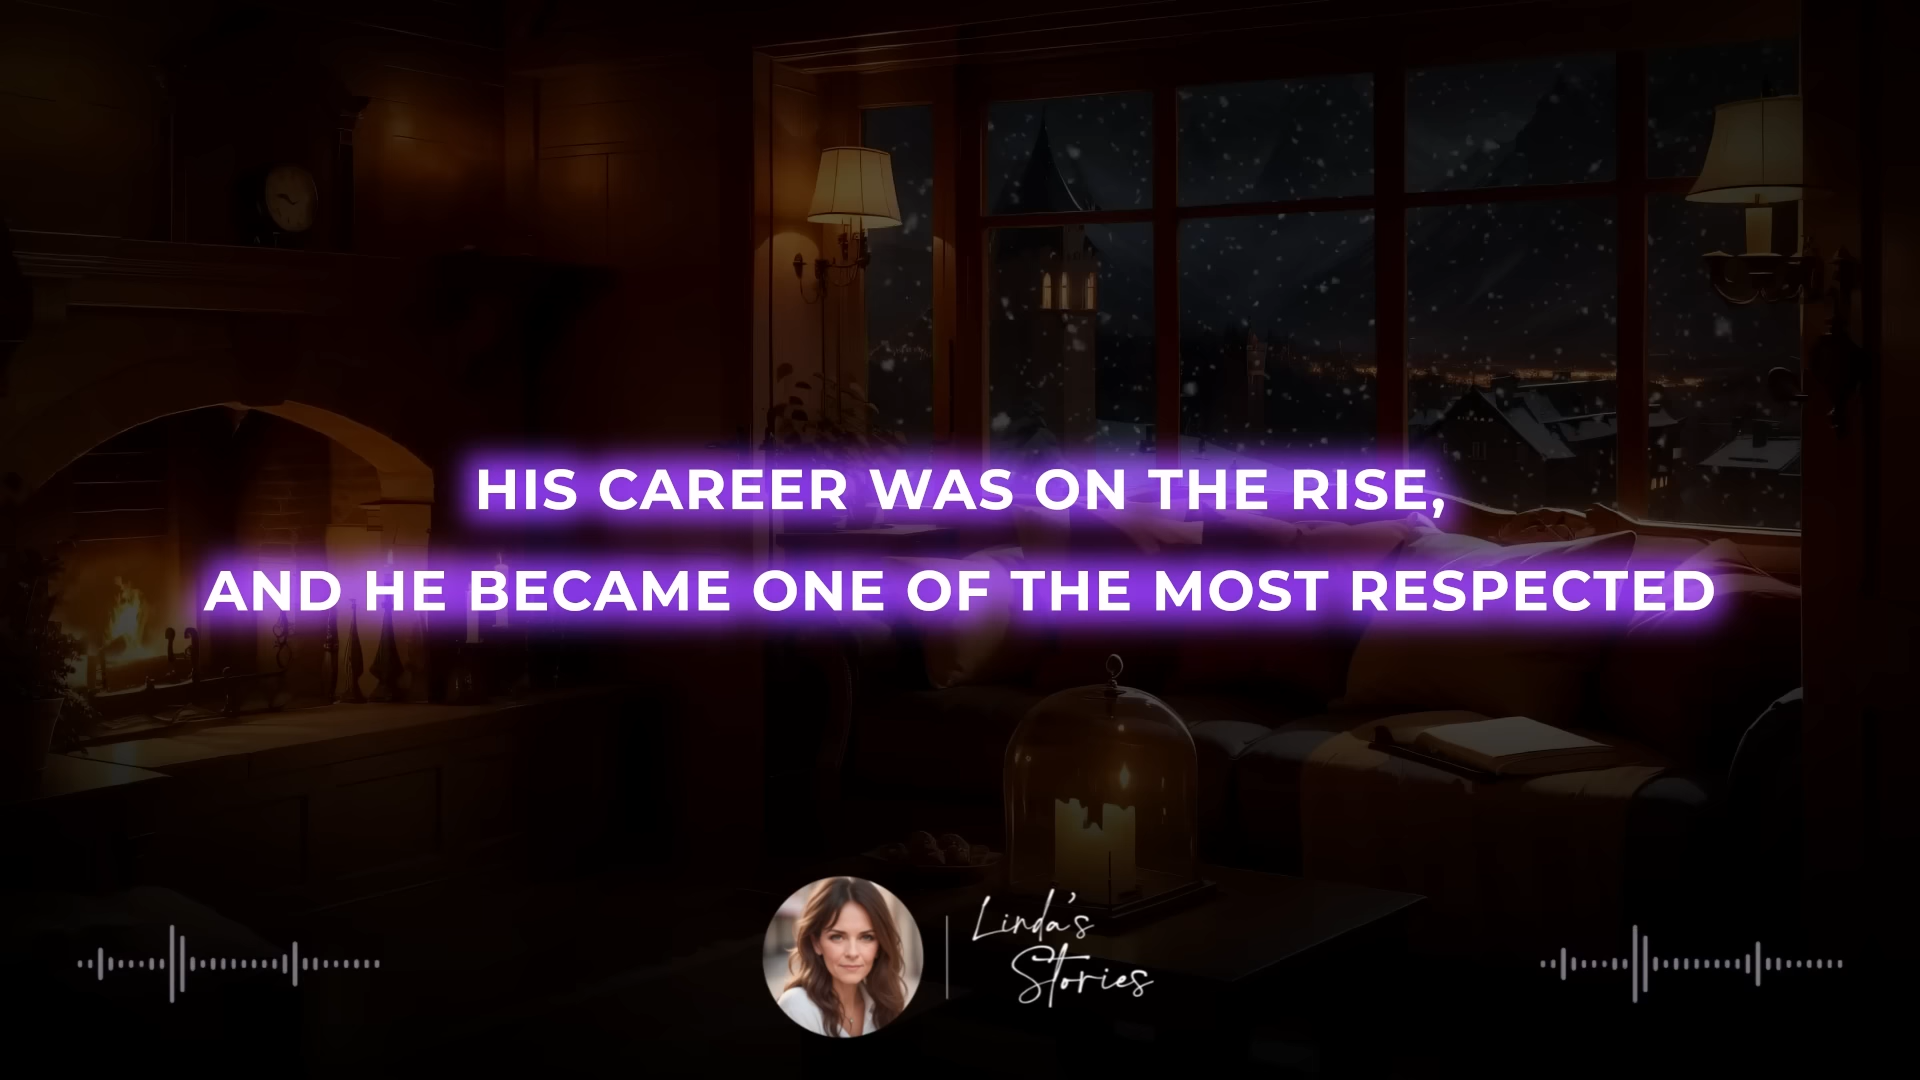 HIS CAREER WAS ON THE RISE,
AND HE BECAME ONE OF THE MOST RESPECTED
Linda's
Stories